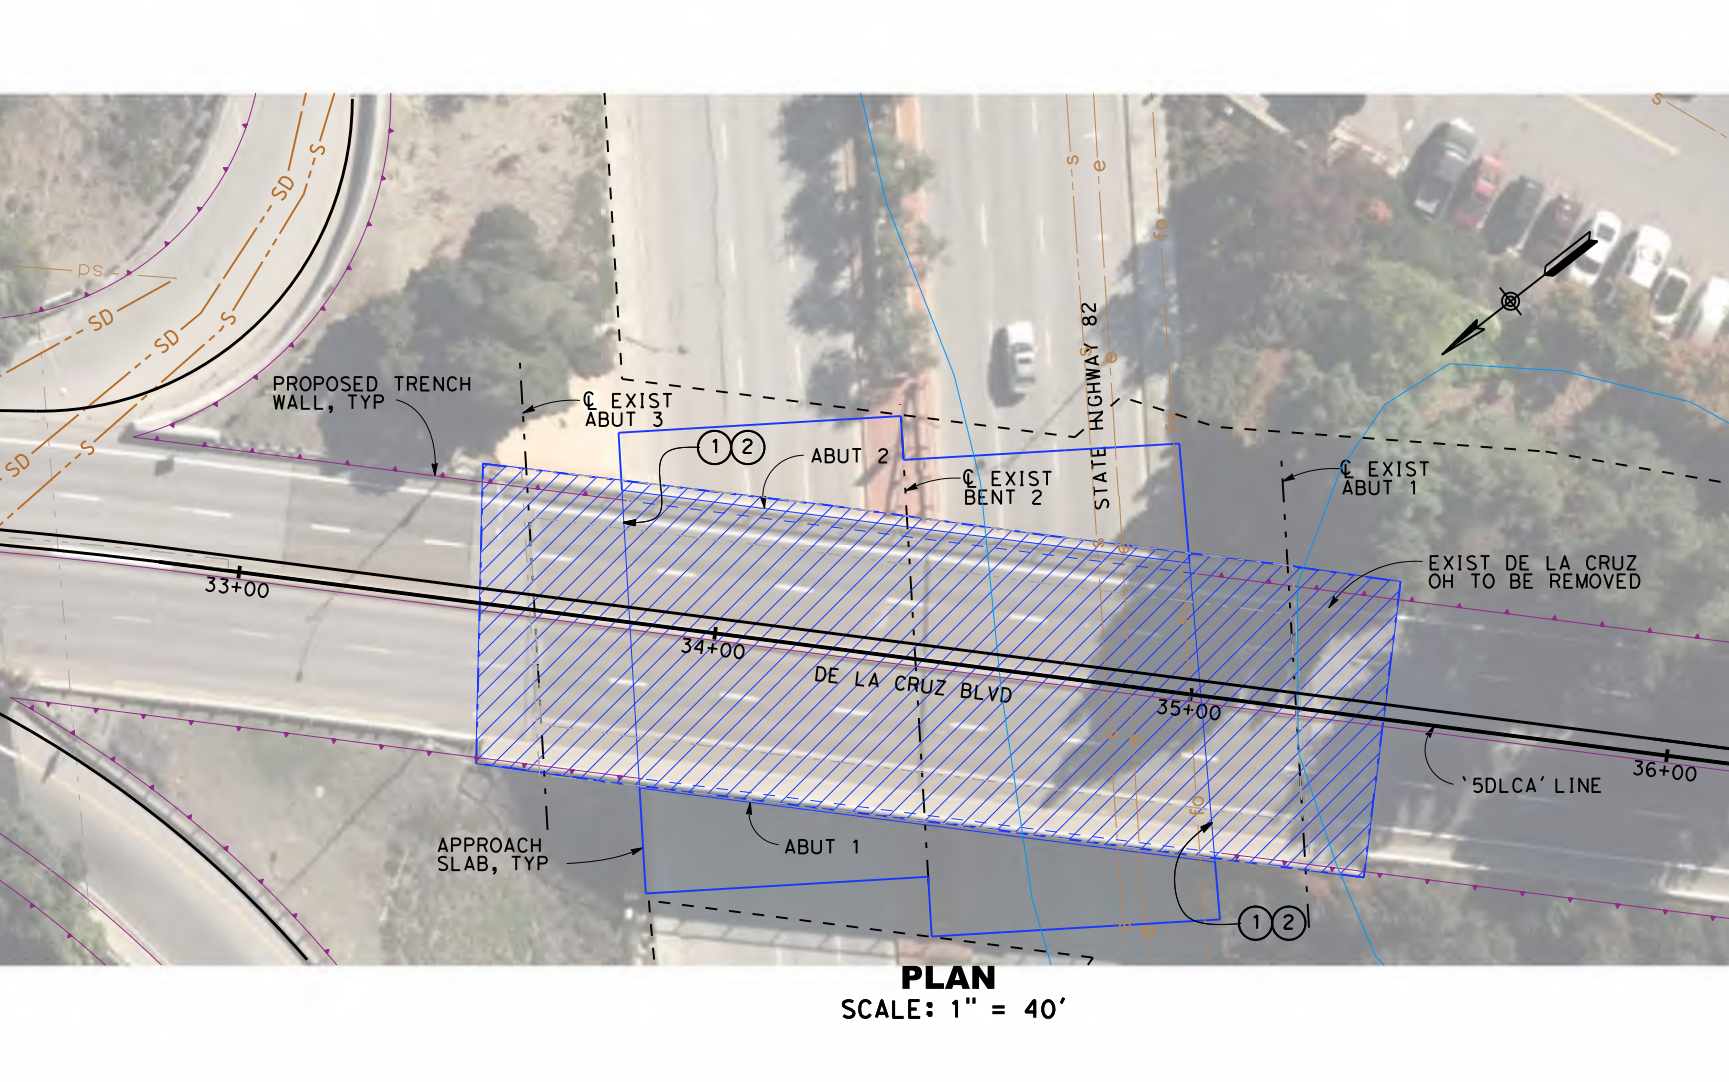 S
SD
S
s
e
s
fo
ps
SD
SD
S
STATE HIGHWAY 82
s
e
PROPOSED TRENCH
WALL, TYP
℄ EXIST
ABUT 3
1 2
ABUT 2
℄ EXIST
BENT 2
℄ EXIST
ABUT 1
SD
S
s
e
EXIST DE LA CRUZ
OH TO BE REMOVED
33+00
34+00
DE LA CRUZ BLVD
35+00
36+00
'5DLCA' LINE
fo
APPROACH
SLAB, TYP
ABUT 1
1 2
PLAN
SCALE: 1" = 40'